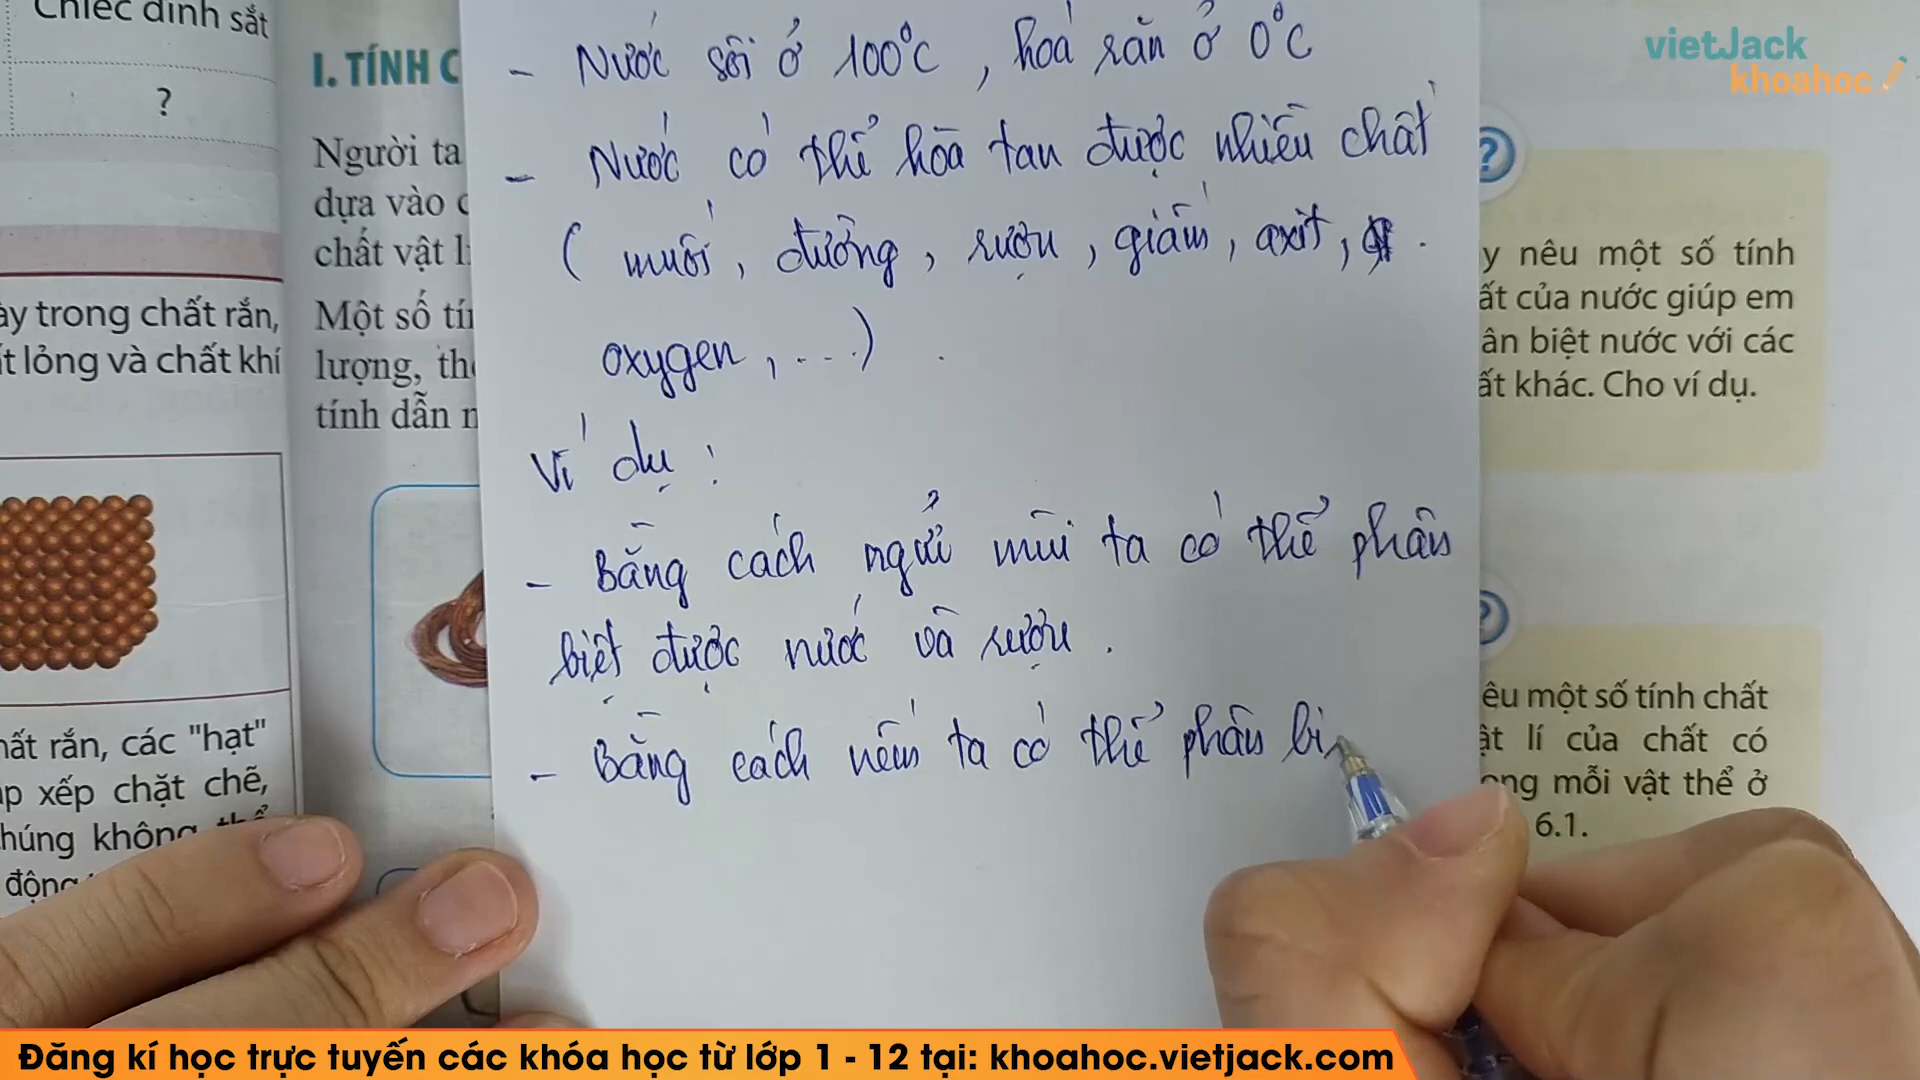 Chiếc đinh sắt
?
ày trong chất rắn,
t lỏng và chất khí
ất rắn, các "hạt"
p xếp chặt chẽ,
húng không thể
động
I. TÍNH C
Người ta
dựa vào c
chất vật l
Một số tí
lượng, th
tính dẫn n
- Nước sôi ở 100°C, hoá rắn ở 0°C
- Nước có thể hòa tan được nhiều chất
( muối, đường, rượu, giấm, axit,
oxygen, ....) .
Ví dụ :
- Bằng cách ngửi mùi ta có thể phân
biệt được nước và rượu .
- Bằng cách nếm ta có thể phân bi
vietJack
khoahoc
?
y nêu một số tính
ất của nước giúp em
ân biệt nước với các
ất khác. Cho ví dụ.
?
êu một số tính chất
ật lí của chất có
ong mỗi vật thể ở
6.1.
Đăng kí học trực tuyến các khóa học từ lớp 1 - 12 tại: khoahoc.vietjack.com